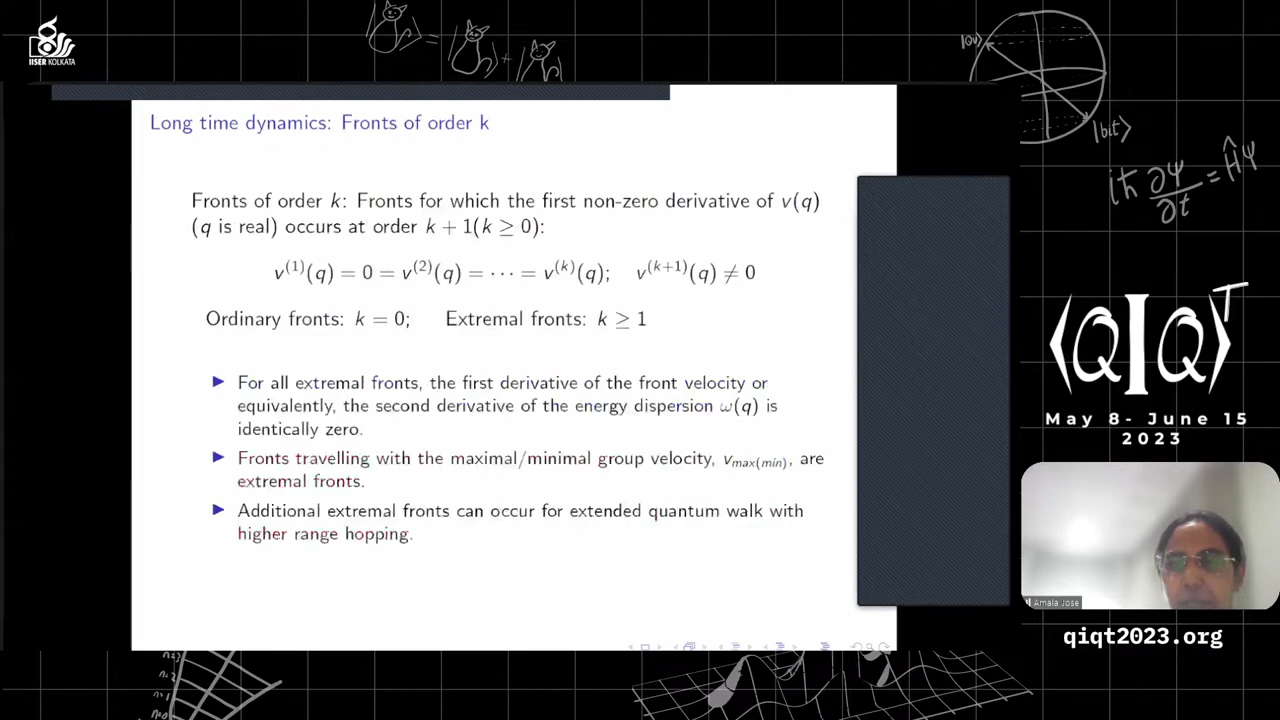 IISER KOLKATA
= +
|0v⟩
|bit⟩
iħ ∂Ψ/∂t = ĤΨ
Long time dynamics: Fronts of order k
Fronts of order k: Fronts for which the first non-zero derivative of v(q)
(q is real) occurs at order k + 1(k ≥ 0):
v⁽¹⁾(q) = 0 = v⁽²⁾(q) = ··· = v⁽ᵏ⁾(q); v⁽ᵏ⁺¹⁾(q) ≠ 0
Ordinary fronts: k = 0; Extremal fronts: k ≥ 1
▶ For all extremal fronts, the first derivative of the front velocity or
equivalently, the second derivative of the energy dispersion ω(q) is
identically zero.
▶ Fronts travelling with the maximal/minimal group velocity, v_max(min), are
extremal fronts.
▶ Additional extremal fronts can occur for extended quantum walk with
higher range hopping.
⟨QIQ⟩T
May 8- June 15
2023
Amala Jose
qiqt2023.org
n=3
n=2
n=1
n=0